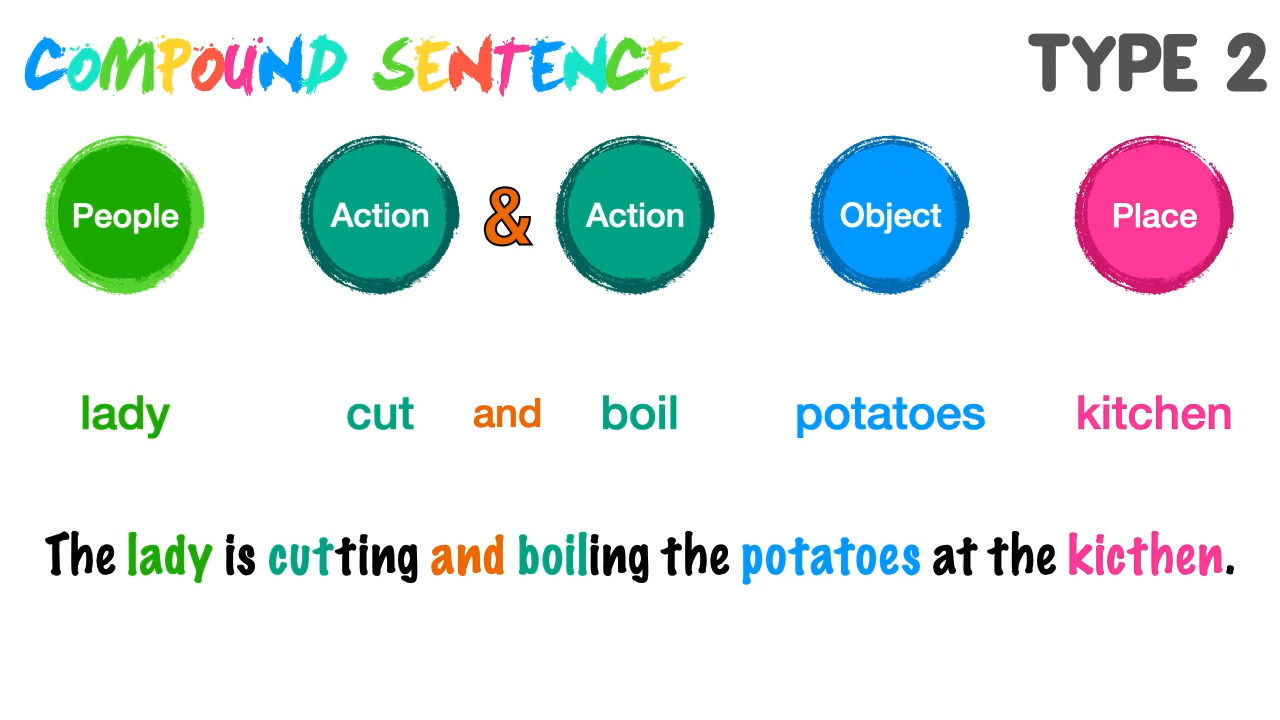 COMPOUND SENTENCE TYPE 2
People Action & Action Object Place
lady cut and boil potatoes kitchen
The lady is cutting and boiling the potatoes at the kicthen.